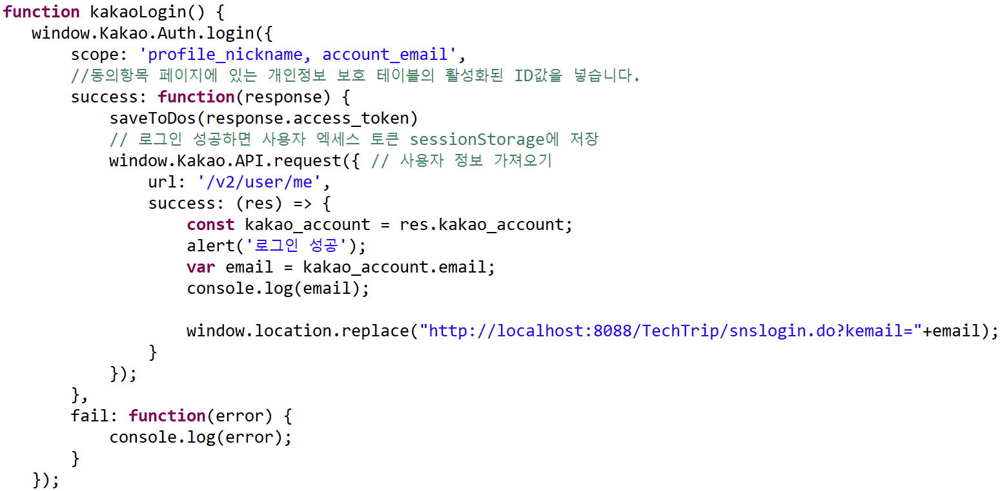 function kakaoLogin() {
window.Kakao.Auth.login({
scope: 'profile_nickname, account_email',
//동의항목 페이지에 있는 개인정보 보호 테이블의 활성화된 ID값을 넣습니다.
success: function(response) {
saveToDos(response.access_token)
// 로그인 성공하면 사용자 엑세스 토큰 sessionStorage에 저장
window.Kakao.API.request({ // 사용자 정보 가져오기
url: '/v2/user/me',
success: (res) => {
const kakao_account = res.kakao_account;
alert('로그인 성공');
var email = kakao_account.email;
console.log(email);
window.location.replace("http://localhost:8088/TechTrip/snslogin.do?kemail="+email);
}
});
},
fail: function(error) {
console.log(error);
}
});